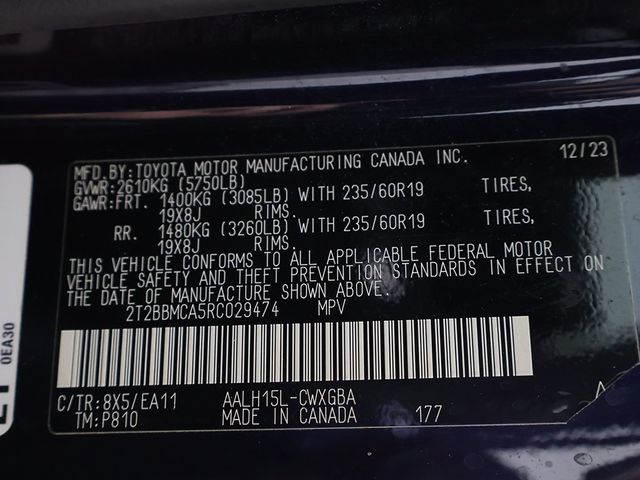 MFD.BY:TOYOTA MOTOR MANUFACTURING CANADA INC. 12/23
GVWR:2610KG (5750LB)
GAWR:FRT. 1400KG (3085LB) WITH 235/60R19 TIRES,
19X8J RIMS.
RR. 1480KG (3260LB) WITH 235/60R19 TIRES,
19X8J RIMS.
THIS VEHICLE CONFORMS TO ALL APPLICABLE FEDERAL MOTOR
VEHICLE SAFETY AND THEFT PREVENTION STANDARDS IN EFFECT ON
THE DATE OF MANUFACTURE SHOWN ABOVE.
2T2BBMCA5RC029474 MPV
C/TR:8X5/EA11 AALH15L-CWXGBA A
TM:P810 MADE IN CANADA 177
0EA30